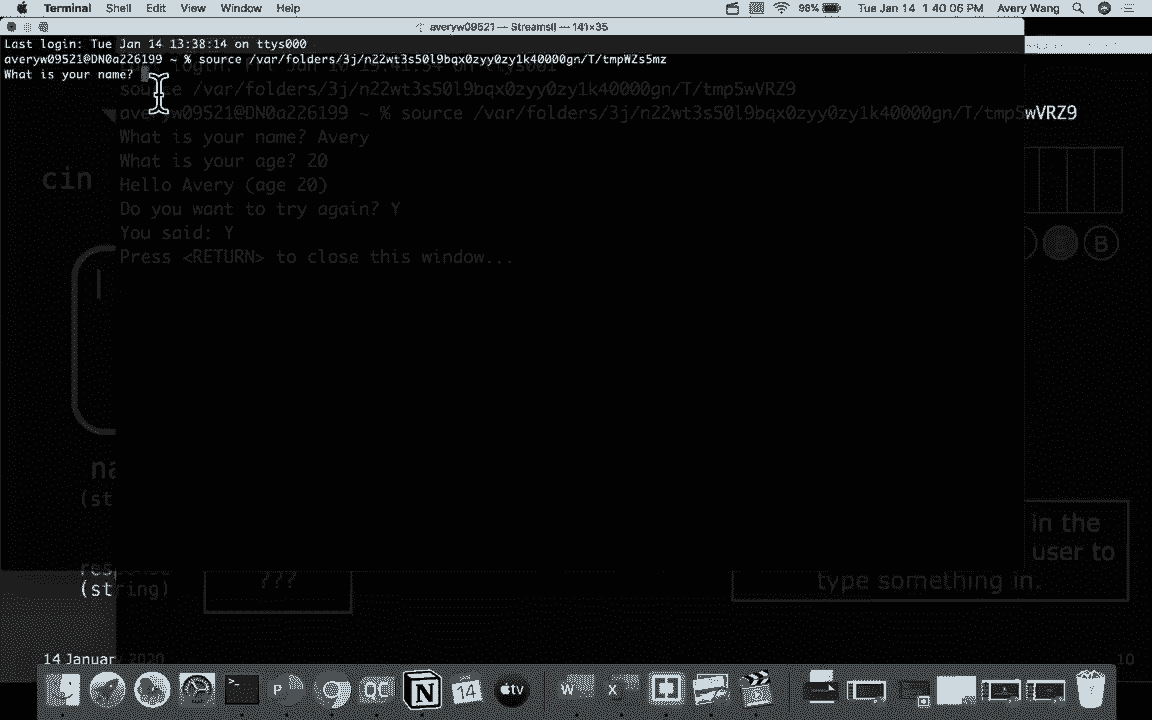 Terminal Shell Edit View Window Help 98% Tue Jan 14 1 40 06 PM Avery Wang
averyw09521 — StreamsII — 141×35
Last login: Tue Jan 14 13:38:14 on ttys000
averyw09521@DN0a226199 ~ % source /var/folders/3j/n22wt3s50l9bqx0zyy0zy1k40000gn/T/tmpWZs5mz
What is your name?
source /var/folders/3j/n22wt3s50l9bqx0zyy0zy1k40000gn/T/tmp5wVRZ9
averyw09521@DN0a226199 ~ % source /var/folders/3j/n22wt3s50l9bqx0zyy0zy1k40000gn/T/tmp5wVRZ9
What is your name? Avery
What is your age? 20
cin
Hello Avery (age 20)
Do you want to try again? Y
You said: Y
Press <RETURN> to close this window...
B
in the
user to
type something in.
(string)
???
14 January 2020
10
P QC N 14 tv W X